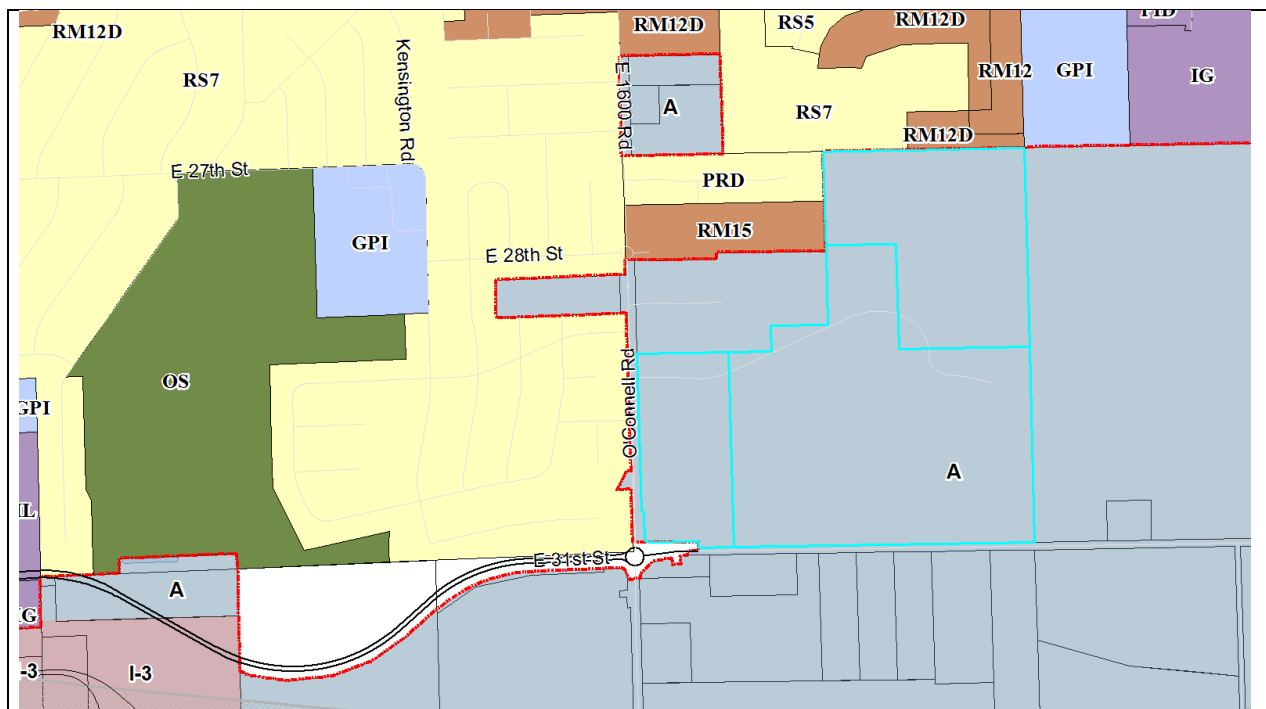 RM12D
RS7
Kensington Rd
E 27th St
GPI
OS
GPI
E 28th St
E 1600 Rd
RM12D
A
RS5
RM12D
RM12
GPI
PID
IG
RS7
RM12D
PRD
RM15
O'Connell Rd
A
E 31st St
A
I-3
-3
IL
IG